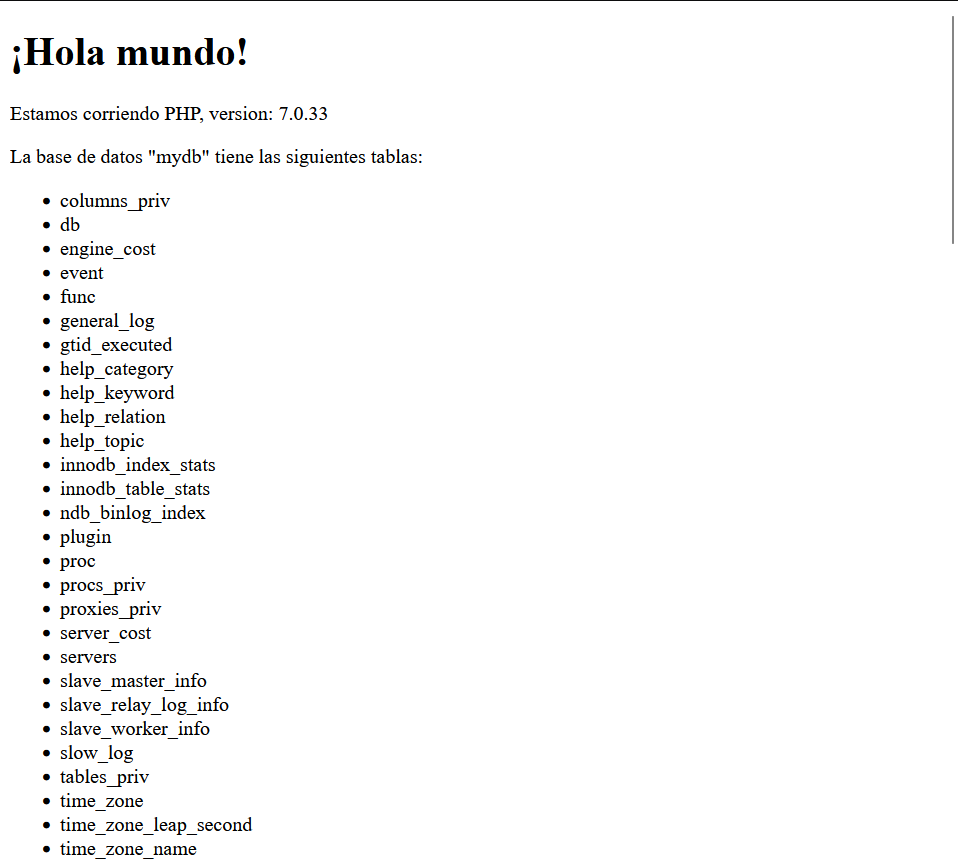 ¡Hola mundo!
Estamos corriendo PHP, version: 7.0.33
La base de datos "mydb" tiene las siguientes tablas:
• columns_priv
• db
• engine_cost
• event
• func
• general_log
• gtid_executed
• help_category
• help_keyword
• help_relation
• help_topic
• innodb_index_stats
• innodb_table_stats
• ndb_binlog_index
• plugin
• proc
• procs_priv
• proxies_priv
• server_cost
• servers
• slave_master_info
• slave_relay_log_info
• slave_worker_info
• slow_log
• tables_priv
• time_zone
• time_zone_leap_second
• time_zone_name